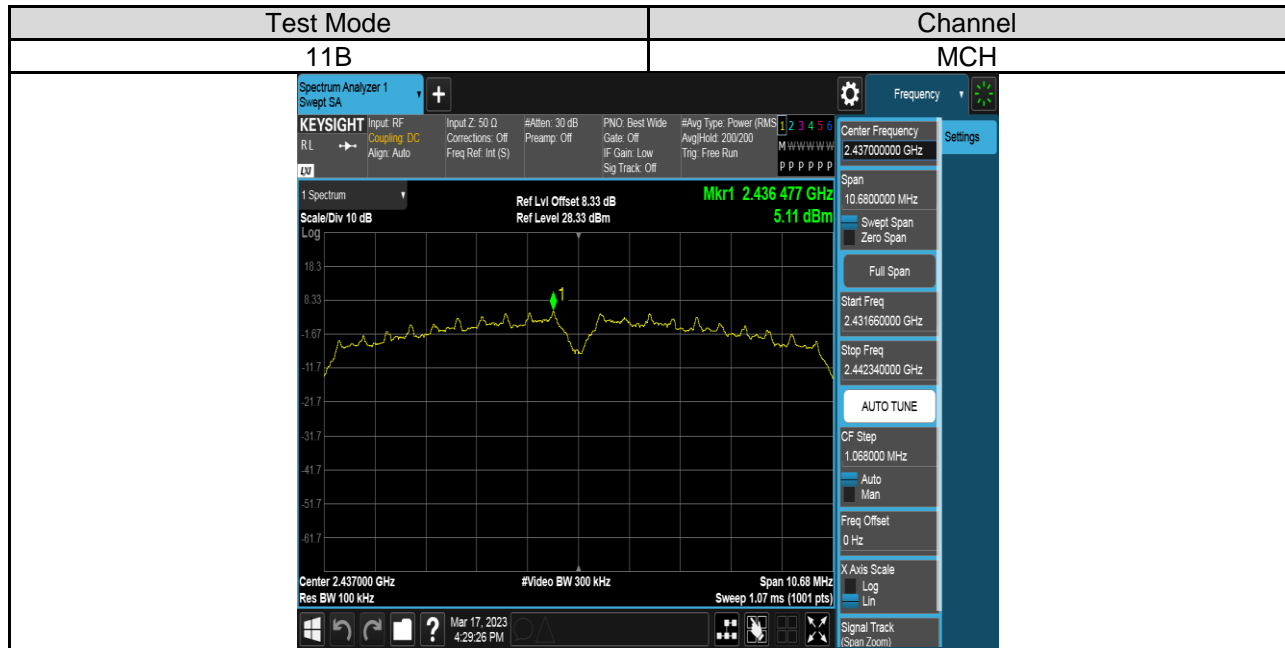 Test Mode Channel
11B MCH
Spectrum Analyzer 1
Swept SA
+
Frequency
KEYSIGHT
RL
LXI
Input: RF
Coupling: DC
Align: Auto
Input Z: 50 Ω
Corrections: Off
Freq Ref: Int (S)
#Atten: 30 dB
Preamp: Off
PNO: Best Wide
Gate: Off
IF Gain: Low
Sig Track: Off
#Avg Type: Power (RMS
Avg|Hold: 200/200
Trig: Free Run
1 2 3 4 5 6
M W W W W W
P P P P P P
1 Spectrum
Scale/Div 10 dB
Log
Ref Lvl Offset 8.33 dB
Ref Level 28.33 dBm
Mkr1 2.436 477 GHz
5.11 dBm
18.3
8.33
-1.67
-11.7
-21.7
-31.7
-41.7
-51.7
-61.7
1
Center 2.437000 GHz
Res BW 100 kHz
#Video BW 300 kHz
Span 10.68 MHz
Sweep 1.07 ms (1001 pts)
?
Mar 17, 2023
4:29:26 PM
Center Frequency
2.437000000 GHz
Span
10.6800000 MHz
Swept Span
Zero Span
Full Span
Start Freq
2.431660000 GHz
Stop Freq
2.442340000 GHz
AUTO TUNE
CF Step
1.068000 MHz
Auto
Man
Freq Offset
0 Hz
X Axis Scale
Log
Lin
Signal Track
(Span Zoom)
Settings